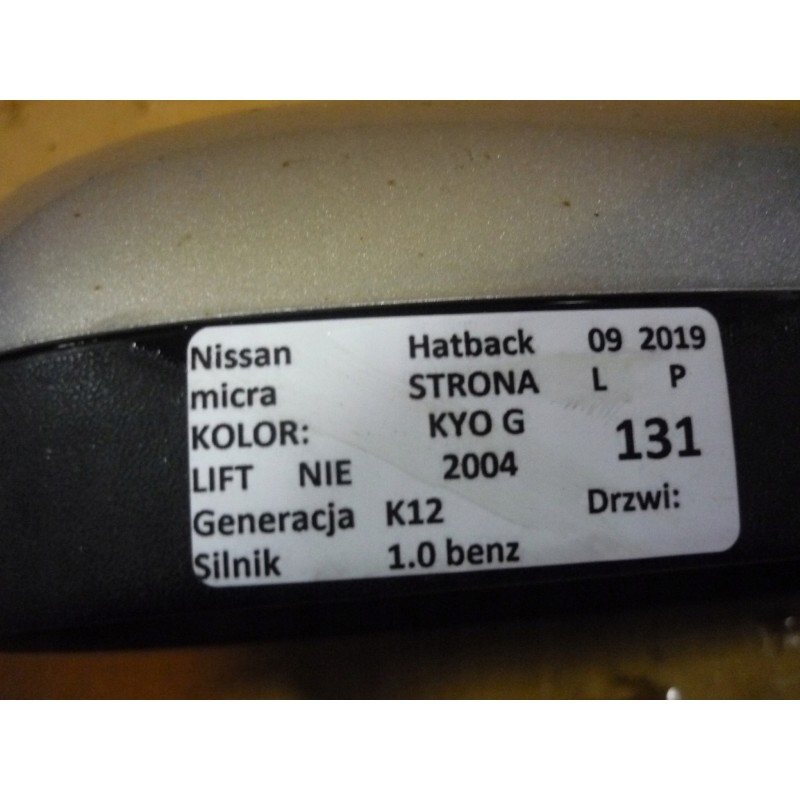 Nissan Hatback 09 2019
micra STRONA L P
KOLOR: KYO G 131
LIFT NIE 2004
Generacja K12 Drzwi:
Silnik 1.0 benz